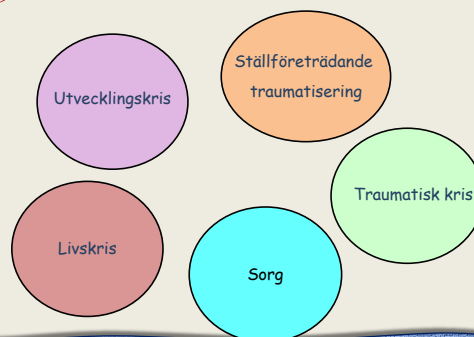 Ställföreträdande
traumatisering
Utvecklingskris
Traumatisk kris
Livskris
Sorg